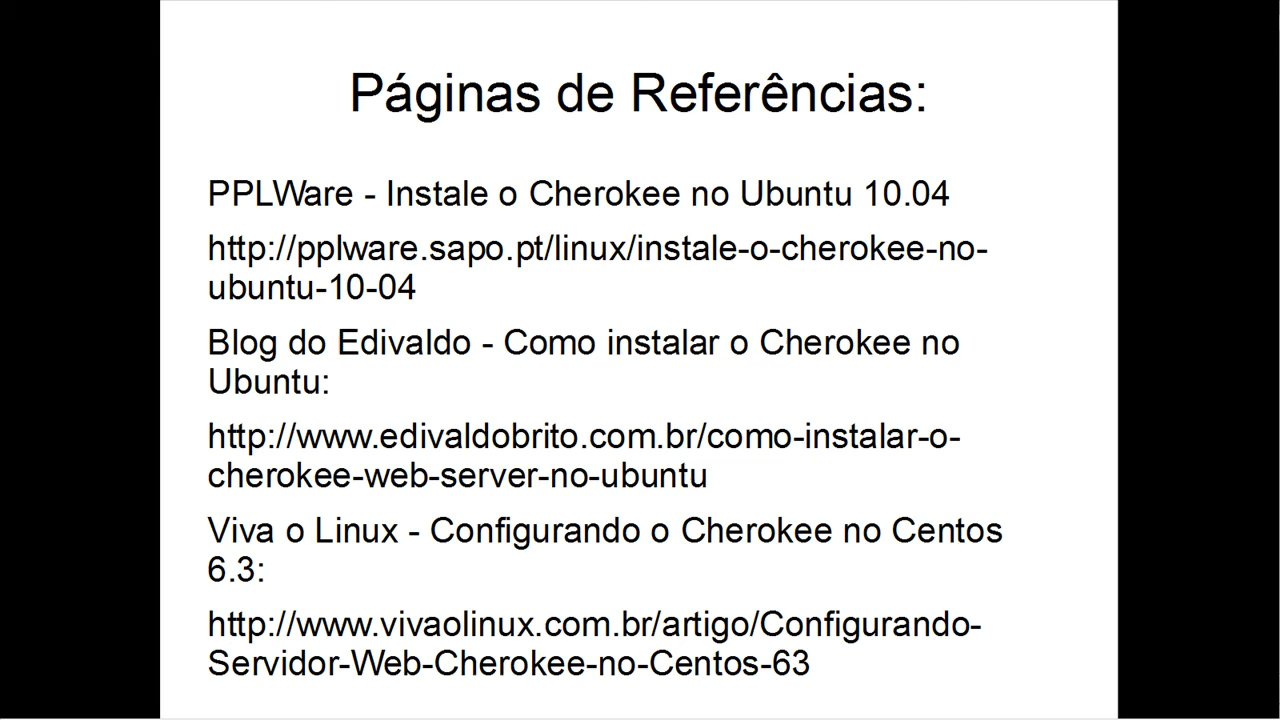 Páginas de Referências:
PPLWare - Instale o Cherokee no Ubuntu 10.04
http://pplware.sapo.pt/linux/instale-o-cherokee-no-
ubuntu-10-04
Blog do Edivaldo - Como instalar o Cherokee no
Ubuntu:
http://www.edivaldobrito.com.br/como-instalar-o-
cherokee-web-server-no-ubuntu
Viva o Linux - Configurando o Cherokee no Centos
6.3:
http://www.vivaolinux.com.br/artigo/Configurando-
Servidor-Web-Cherokee-no-Centos-63